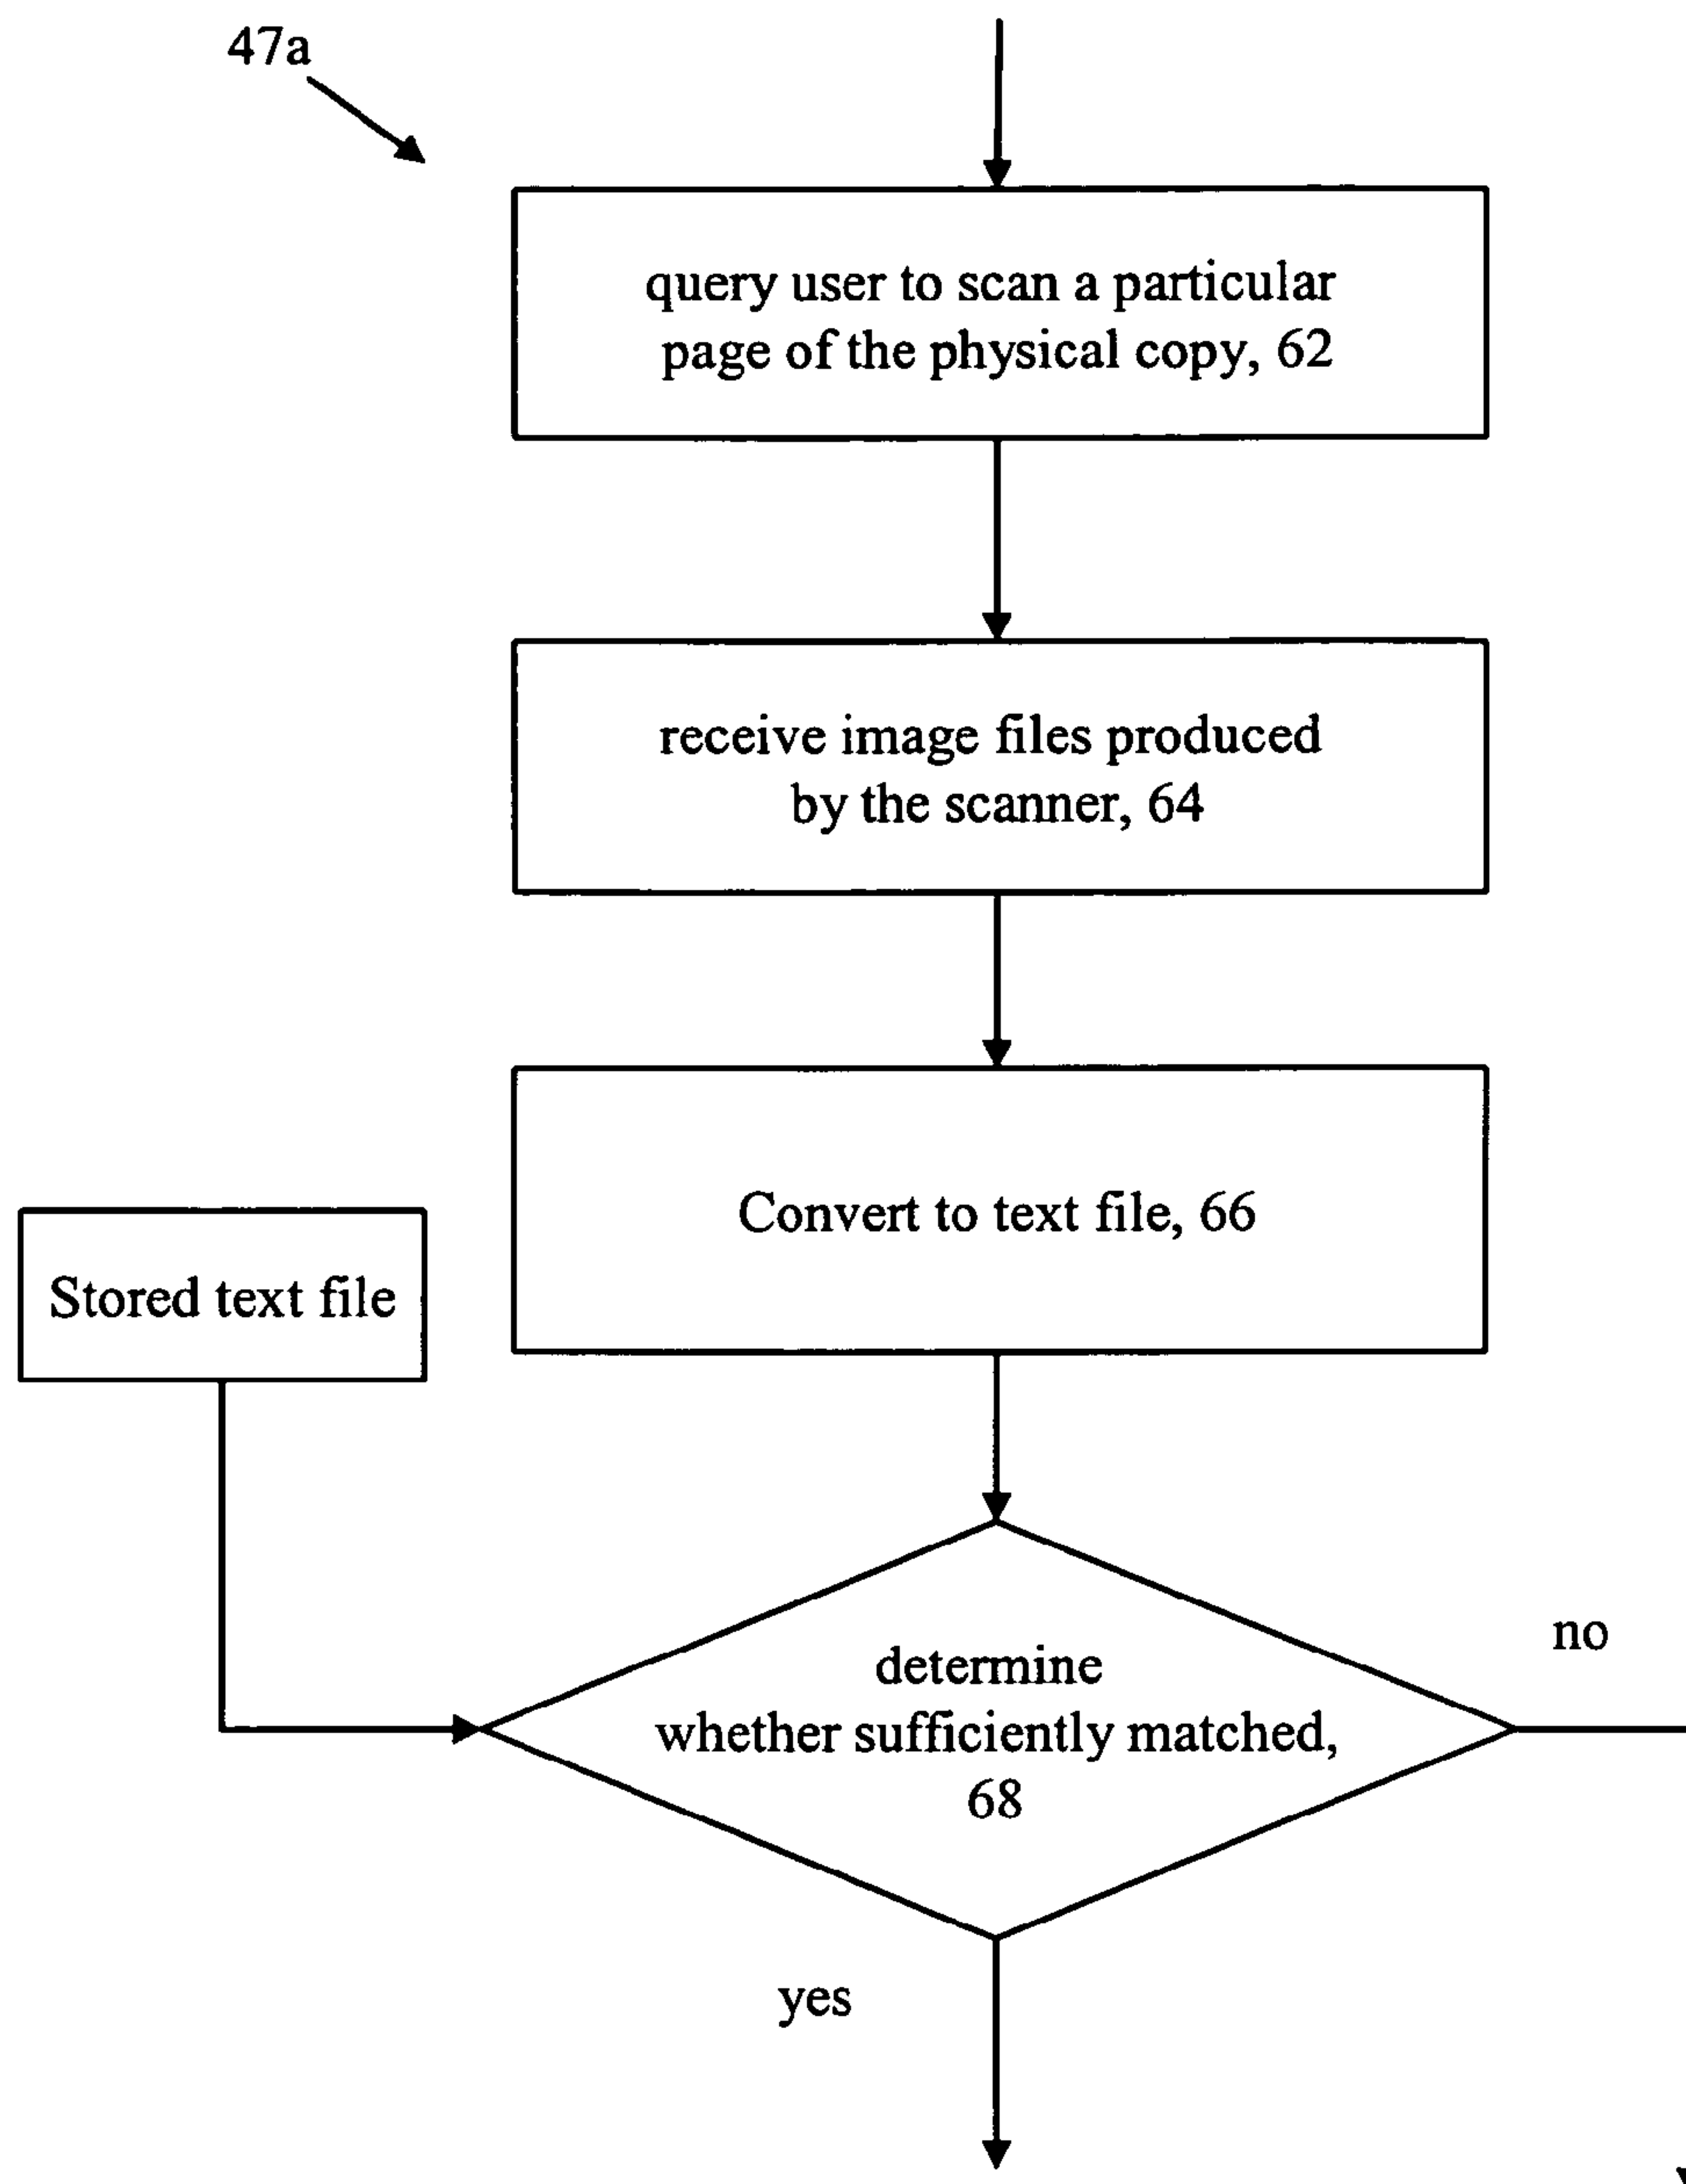 47a
query user to scan a particular
page of the physical copy, 62
receive image files produced
by the scanner, 64
Convert to text file, 66
Stored text file
determine
whether sufficiently matched,
68
no
yes